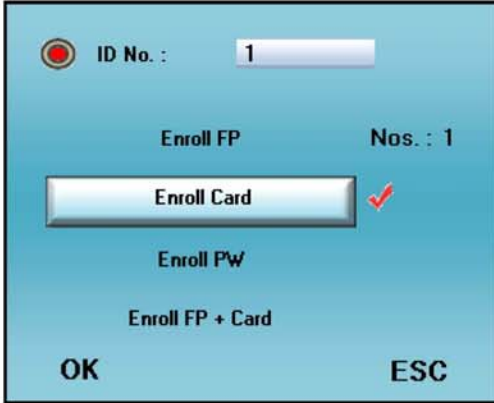 ID No. : 1
Enroll FP Nos. : 1
Enroll Card
Enroll PW
Enroll FP + Card
OK ESC